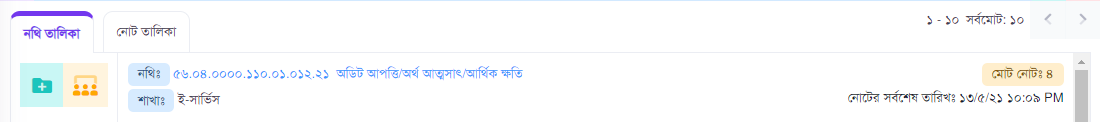 নথি তালিকা
নোট তালিকা
১ - ১০ সর্বমোট: ১০
নথিঃ ৫৬.০৪.০০০০.১১০.০১.০১২.২১ অডিট আপত্তি/অর্থ আত্মসাৎ/আর্থিক ক্ষতি
মোট নোটঃ ৪
শাখাঃ ই-সার্ভিস
নোটের সর্বশেষ তারিখঃ ১৩/৫/২১ ১০:০৯ PM